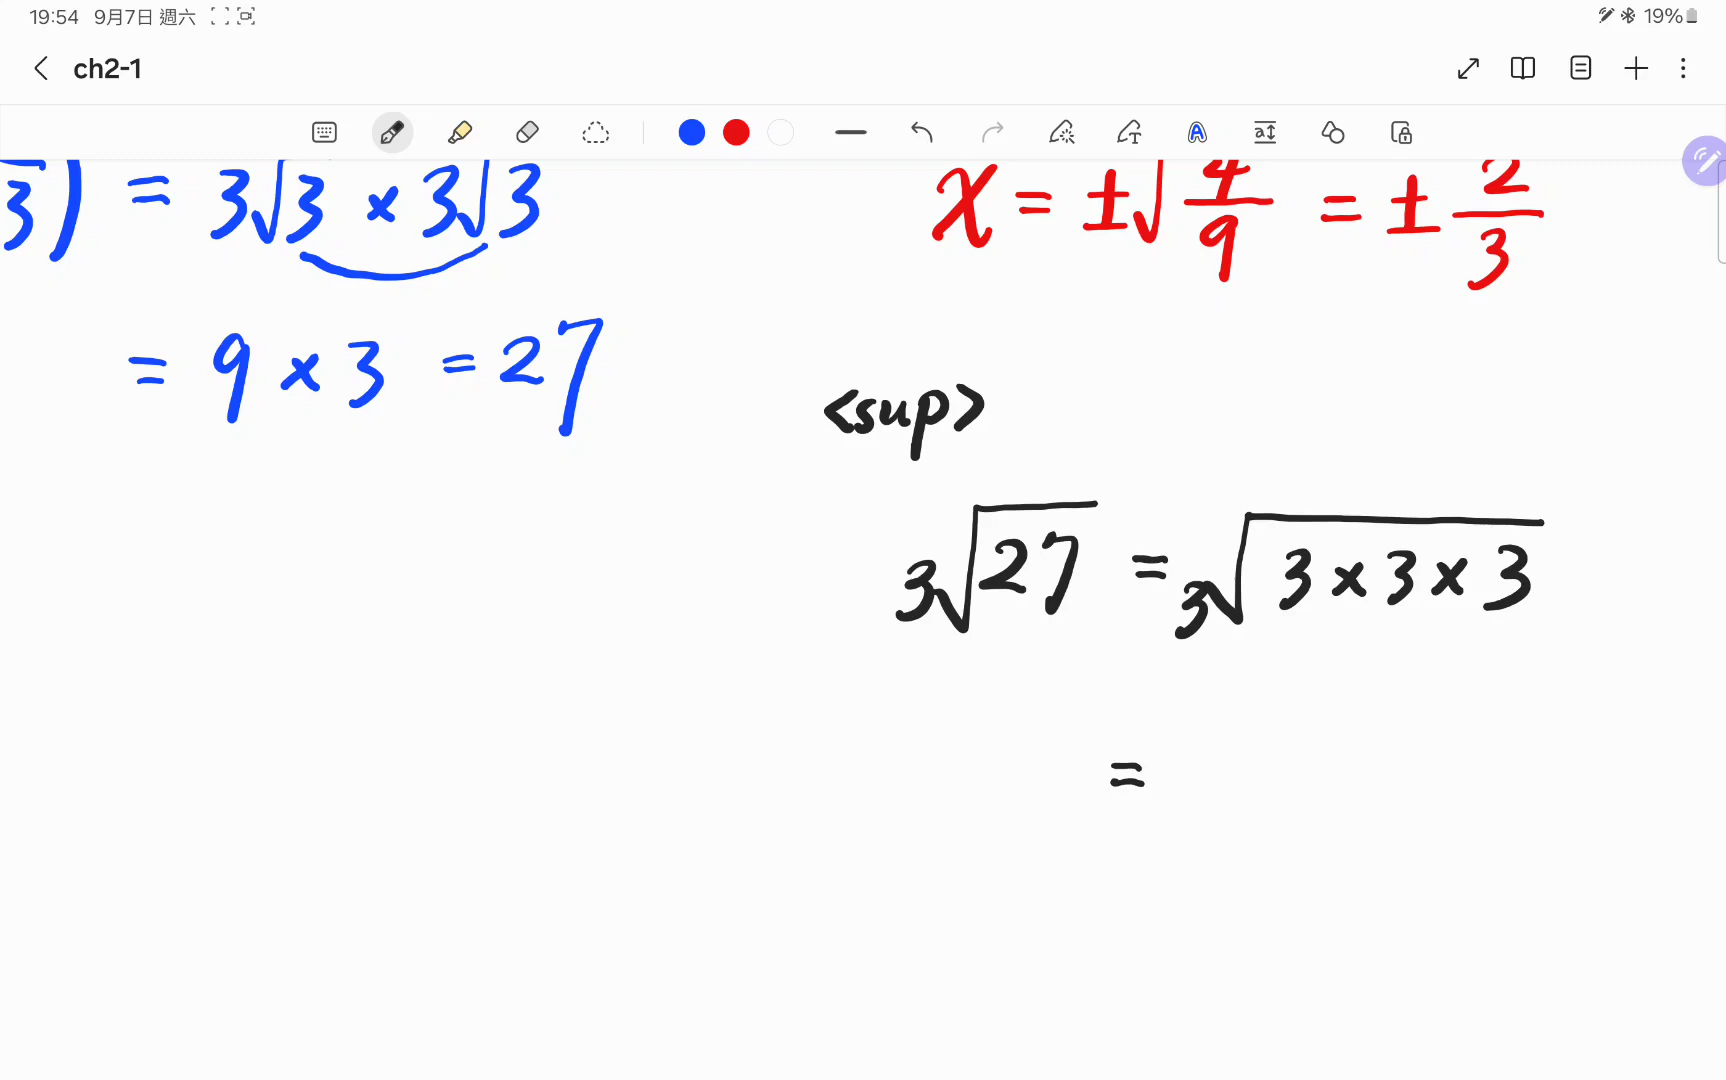 19:54 9月7日 週六 19%
ch2-1
3) = 3√3 × 3√3
= 9 × 3 = 27
x = ±√4/9 = ± 2/3
<sup>
3√27 = 3√3×3×3
=